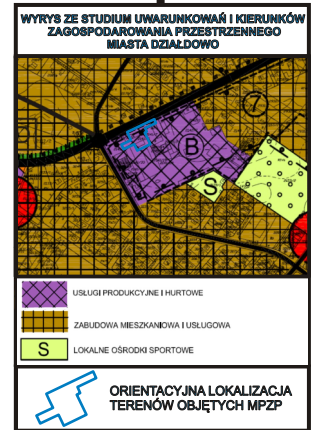 WYRYS ZE STUDIUM UWARUNKOWAŃ I KIERUNKÓW
ZAGOSPODAROWANIA PRZESTRZENNEGO
MIASTA DZIAŁDOWO
7
B
S
USŁUGI PRODUKCYJNE I HURTOWE
ZABUDOWA MIESZKANIOWA I USŁUGOWA
S LOKALNE OŚRODKI SPORTOWE
ORIENTACYJNA LOKALIZACJA
TERENÓW OBJĘTYCH MPZP